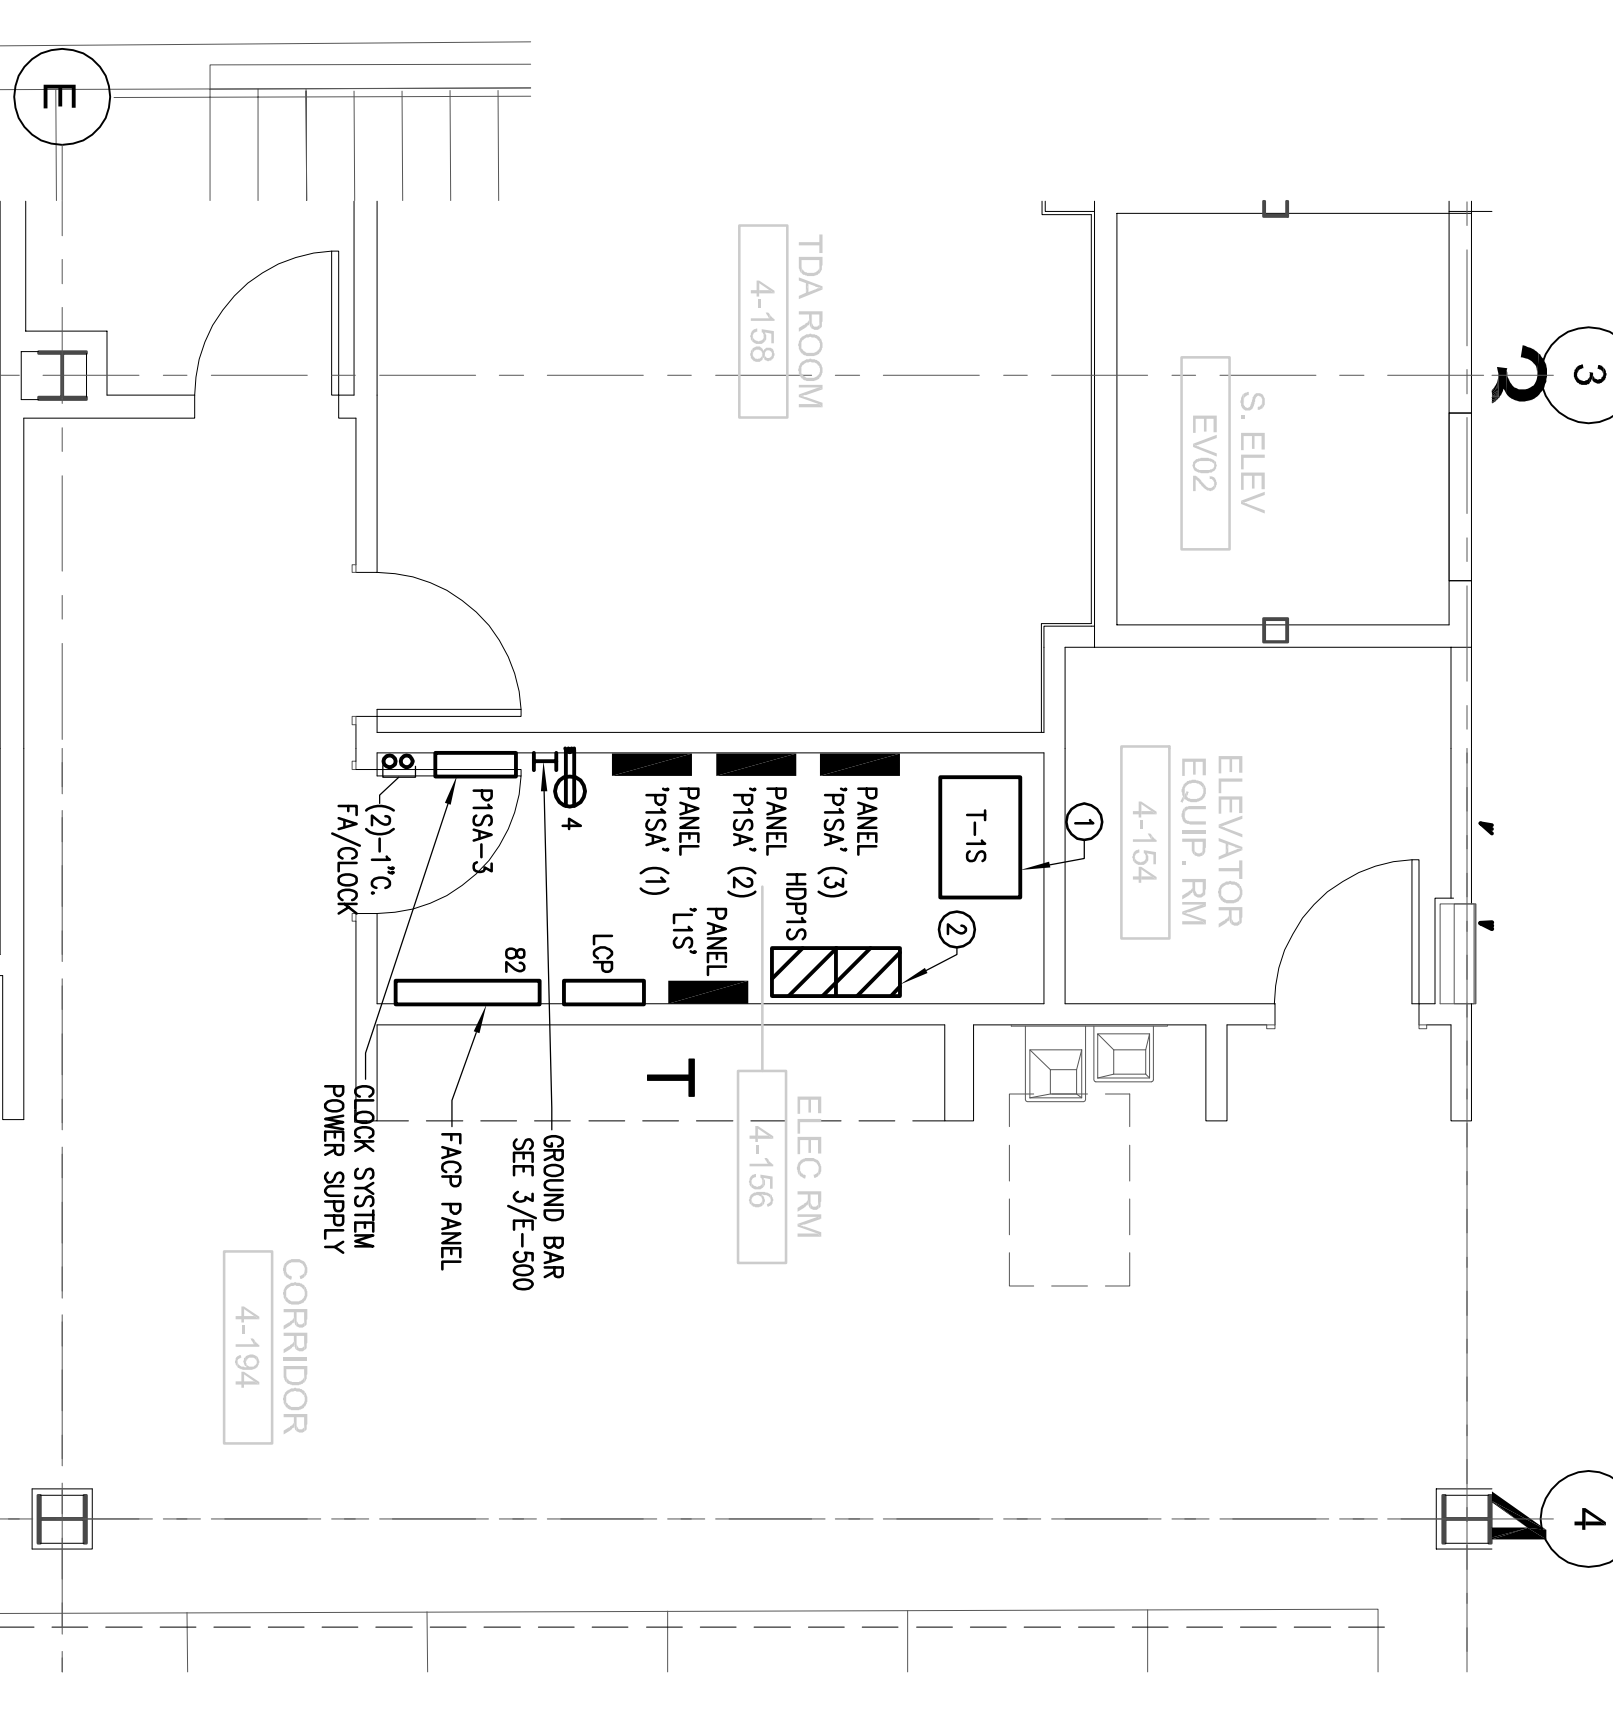 E
3
3
4
4
S. ELEV
EV02
TDA ROOM
4-158
ELEVATOR
EQUIP. RM
4-154
1
T-1S
2
PANEL
'P1SA' (3)
HDP1S
PANEL
'P1SA' (2)
PANEL
'P1SA' (1)
PANEL
'L1S'
4
LCP
82
P1SA-3
(2)-1"C.
FA/CLOCK
T
ELEC RM
4-156
GROUND BAR
SEE 3/E-500
FACP PANEL
CLOCK SYSTEM
POWER SUPPLY
CORRIDOR
4-194